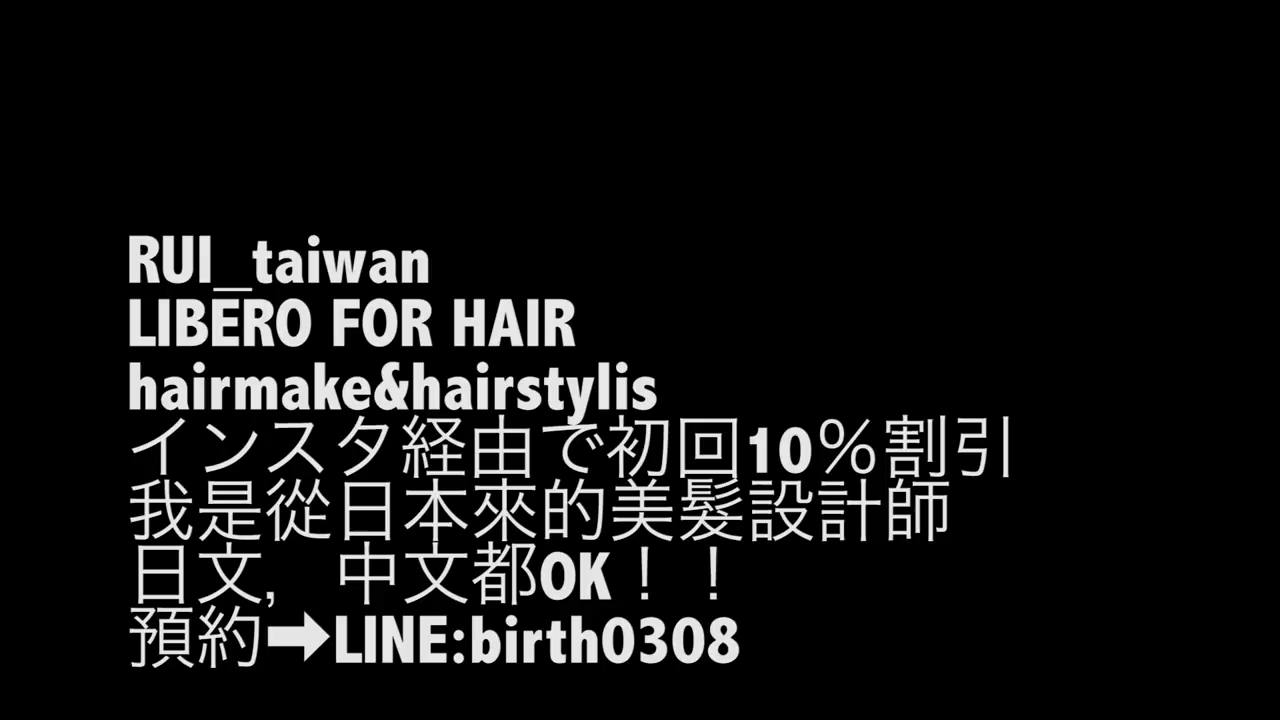 RUI_taiwan
LIBERO FOR HAIR
hairmake&hairstylis
インスタ経由で初回10％割引
我是從日本來的美髮設計師
日文,　中文都OK！！
預約➡LINE:birth0308